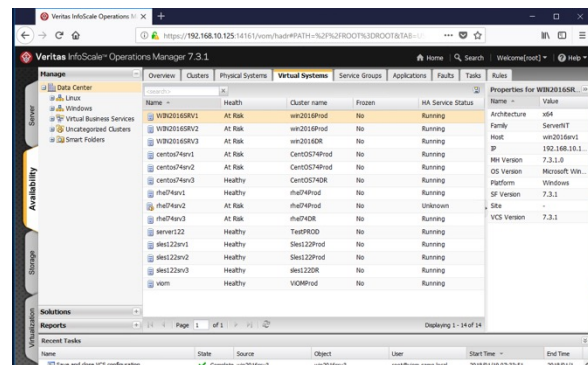 Veritas InfoScale Operations M
https://192.168.10.125:14161/vom/hadr#PATH=%2F%2FROOT%3DROOT&TAB=
Veritas InfoScale™ Operations Manager 7.3.1
Home Search Welcome[root] Help
Manage
Data Center
Linux
Windows
Virtual Business Services
Uncategorized Clusters
Smart Folders
Solutions
Reports
Server
Availability
Storage
Virtualization
Overview Clusters Physical Systems Virtual Systems Service Groups Applications Faults Tasks Rules
Name Health Cluster name Frozen HA Service Status
WIN2016SRV1 At Risk win2016Prod No Running
WIN2016SRV2 At Risk win2016Prod No Running
WIN2016SRV3 At Risk win2016DR No Running
centos74srv1 At Risk CentOS74Prod No Running
centos74srv2 At Risk CentOS74Prod No Running
centos74srv3 Healthy CentOS74DR No Running
rhel74srv1 At Risk rhel74Prod No Running
rhel74srv2 At Risk rhel74Prod No Unknown
rhel74srv3 At Risk rhel74DR No Running
server122 Healthy TestPROD No Running
sles122srv1 Healthy Sles122Prod No Running
sles122srv2 Healthy Sles122Prod No Running
sles122srv3 Healthy sles122DR No Running
viom Healthy ViOMProd No Running
Page 1 of 1
Displaying 1 - 14 of 14
Properties for WIN2016SR...
Name Value
Architecture x64
Family ServerNT
Host win2016srv1
IP 192.168.10.1...
MH Version 7.3.1.0
OS Version Microsoft Win...
Platform Windows
SF Version 7.3.1
Site -
VCS Version 7.3.1
Recent Tasks
Name State Source Object User Start Time End Time
Save and close VCS configuration Complete